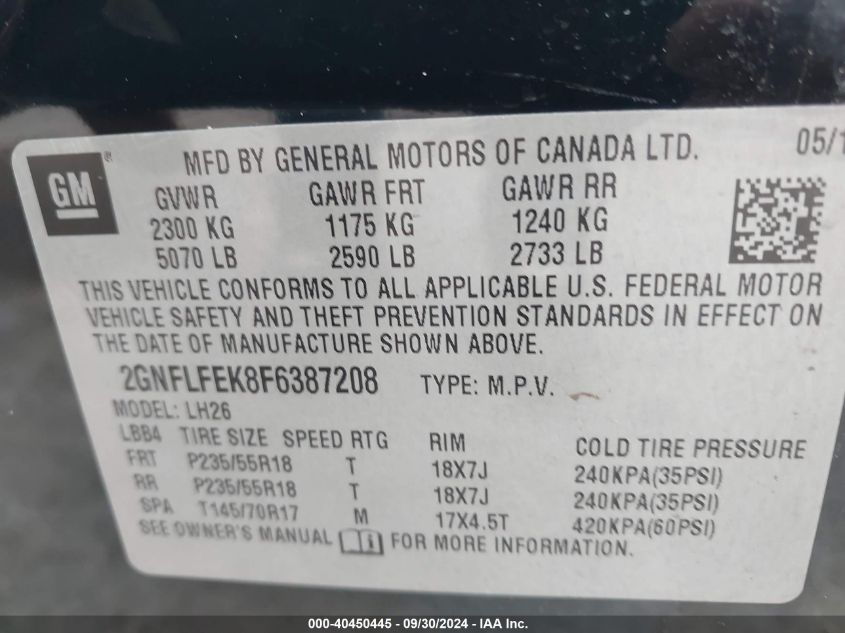 GM ®
MFD BY GENERAL MOTORS OF CANADA LTD. 05/1
GVWR GAWR FRT GAWR RR
2300 KG 1175 KG 1240 KG
5070 LB 2590 LB 2733 LB
THIS VEHICLE CONFORMS TO ALL APPLICABLE U.S. FEDERAL MOTOR
VEHICLE SAFETY AND THEFT PREVENTION STANDARDS IN EFFECT ON
THE DATE OF MANUFACTURE SHOWN ABOVE.
2GNFLFEK8F6387208 TYPE: M.P.V.
MODEL: LH26
LBB4 TIRE SIZE SPEED RTG RIM COLD TIRE PRESSURE
FRT P235/55R18 T 18X7J 240KPA(35PSI)
RR P235/55R18 T 18X7J 240KPA(35PSI)
SPA T145/70R17 M 17X4.5T 420KPA(60PSI)
SEE OWNER'S MANUAL FOR MORE INFORMATION.
000-40450445 - 09/30/2024 - IAA Inc.